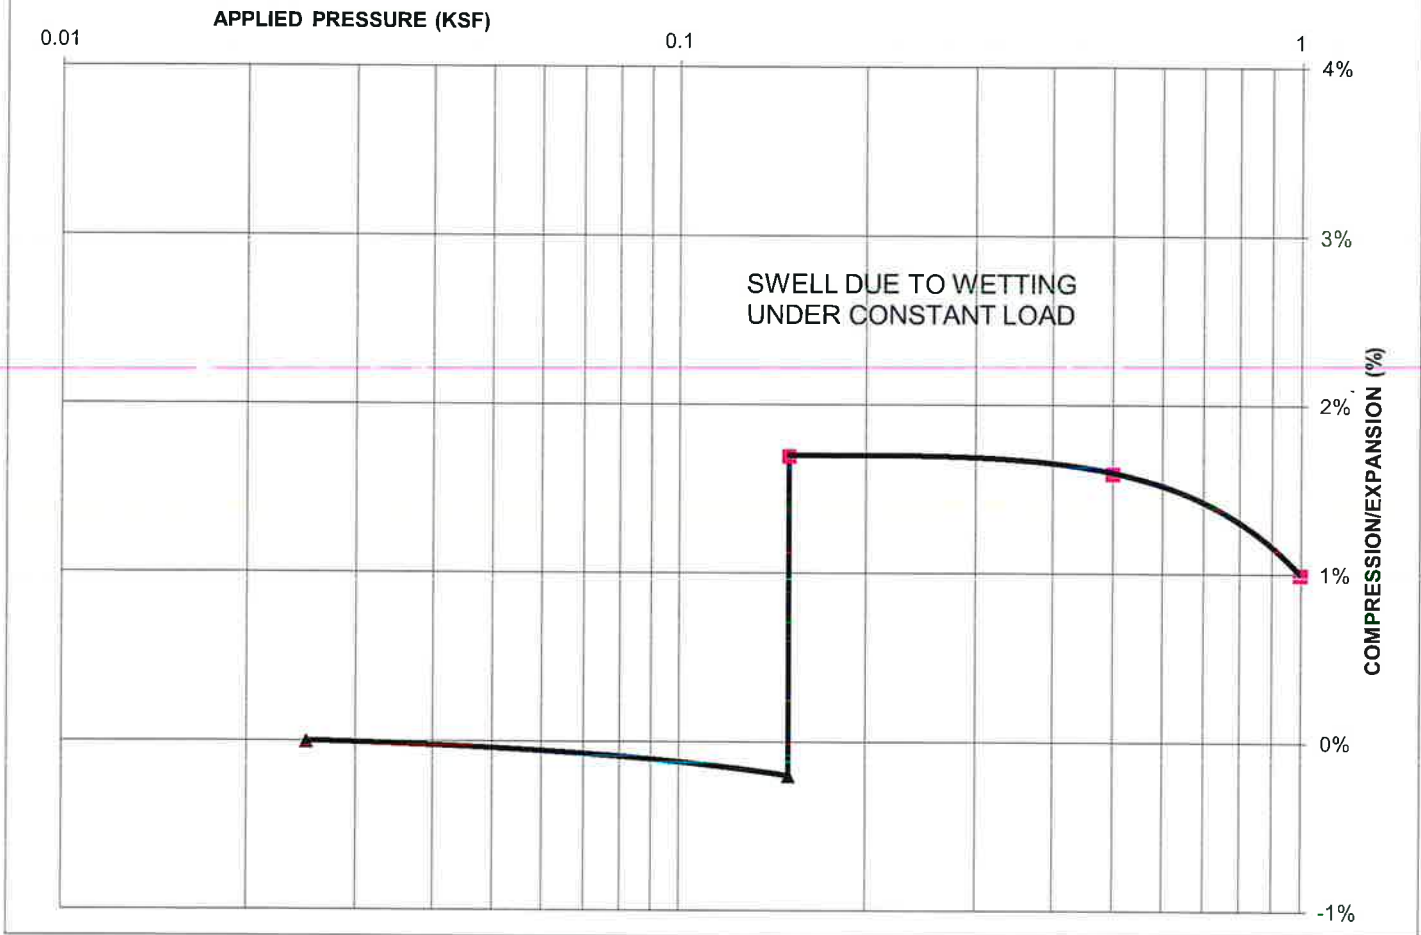 APPLIED PRESSURE (KSF)
0.01
0.1
1
4%
3%
SWELL DUE TO WETTING
UNDER CONSTANT LOAD
2%
1%
0%
-1%
COMPRESSION/EXPANSION (%)